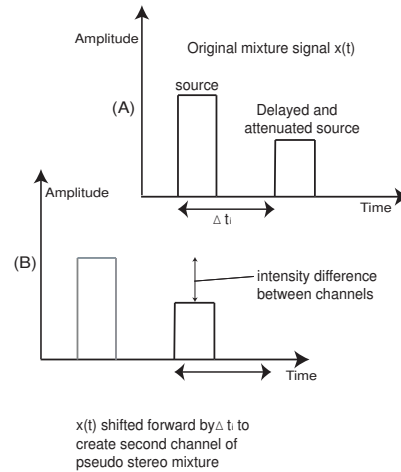 Amplitude
Original mixture signal x(t)
(A)
source
Delayed and
attenuated source
Δ tᵢ
Time
Amplitude
(B)
intensity difference
between channels
Time
x(t) shifted forward by Δ tᵢ to
create second channel of
pseudo stereo mixture